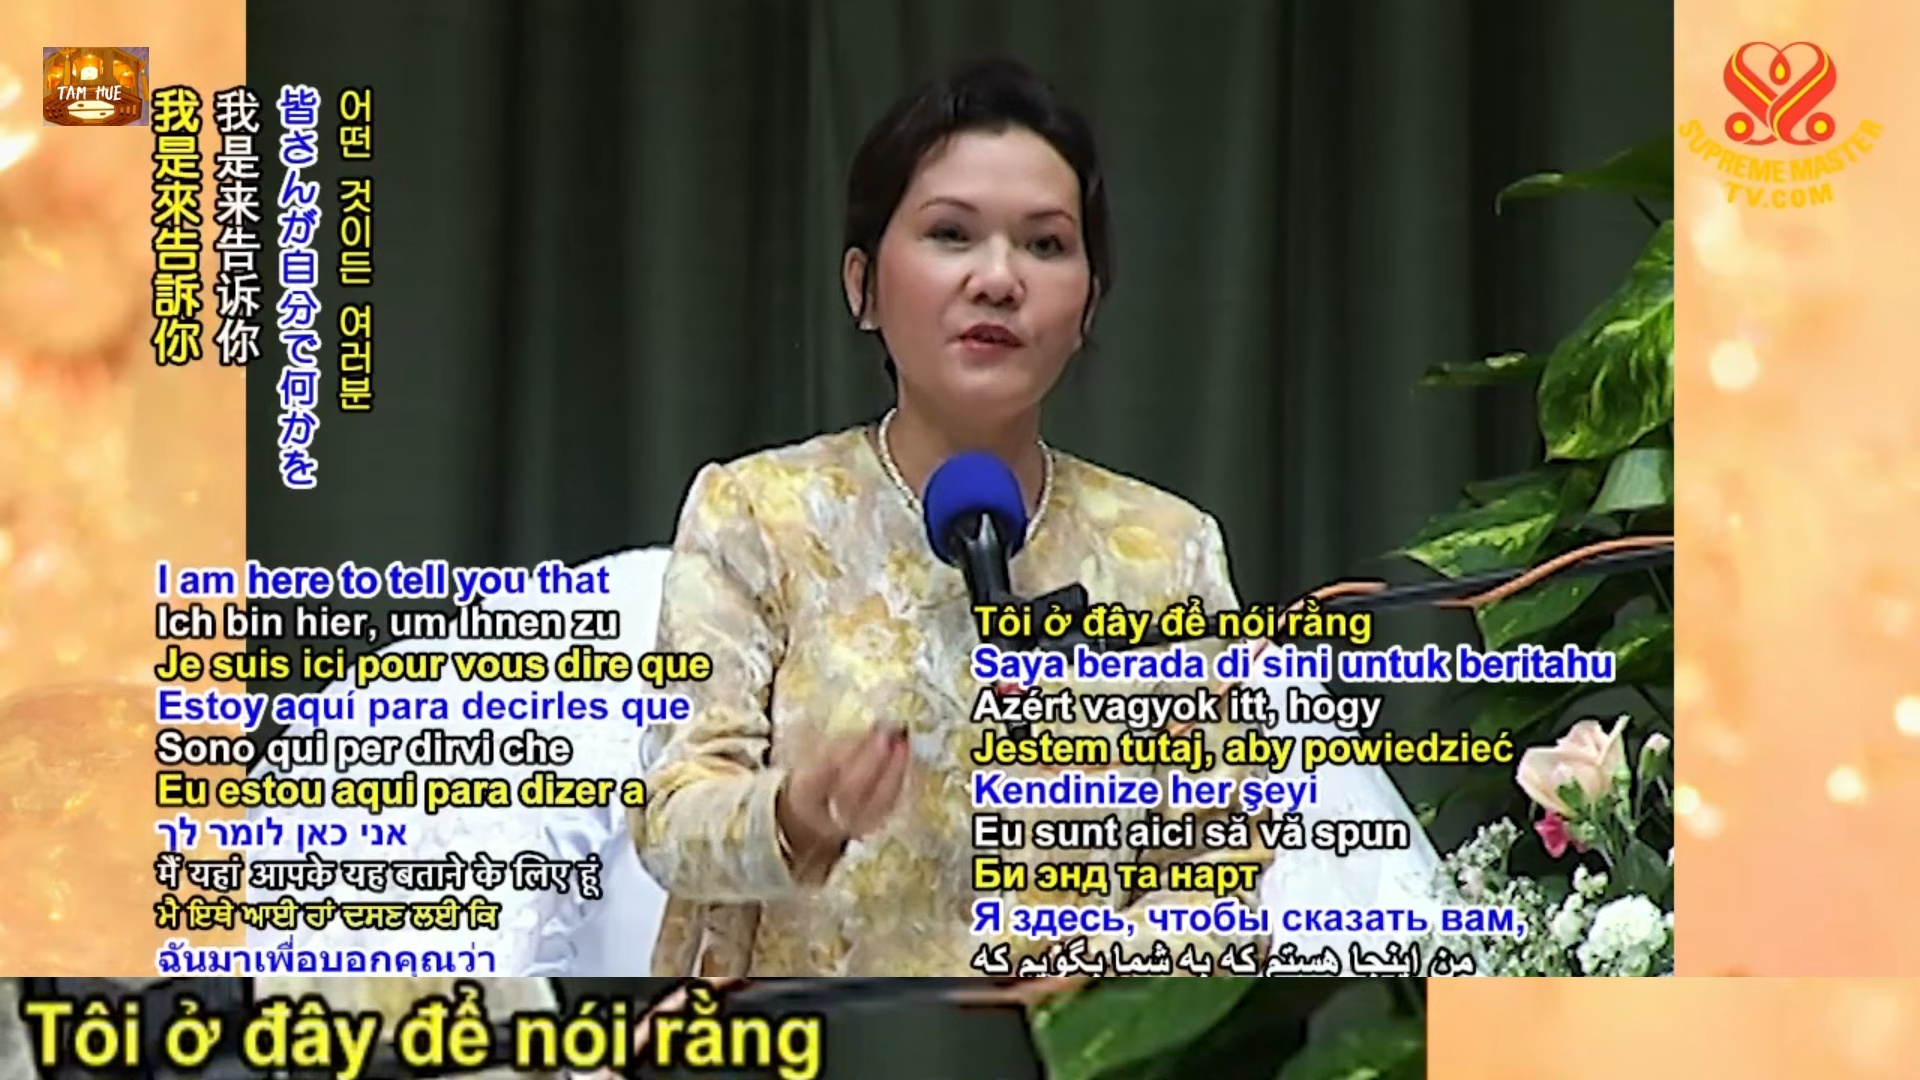 TAM HUE
我是來告訴你
我是来告诉你
皆さんが自分で何かを
어떤 것이든 여러분
SUPREME MASTER
TV.COM
I am here to tell you that
Ich bin hier, um Ihnen zu
Je suis ici pour vous dire que
Estoy aquí para decirles que
Sono qui per dirvi che
Eu estou aqui para dizer a
אני כאן לומר לך
मैं यहां आपके यह बताने के लिए हूं
ਮੈ ਇਥੇ ਆਈ ਹਾਂ ਦਸਣ ਲਈ ਕਿ
ฉันมาเพื่อบอกคุณว่า
Tôi ở đây để nói rằng
Saya berada di sini untuk beritahu
Azért vagyok itt, hogy
Jestem tutaj, aby powiedzieć
Kendinize her şeyi
Eu sunt aici să vă spun
Би энд та нарт
Я здесь, чтобы сказать вам,
من اینجا هستم که به شما بگویم که
Tôi ở đây để nói rằng